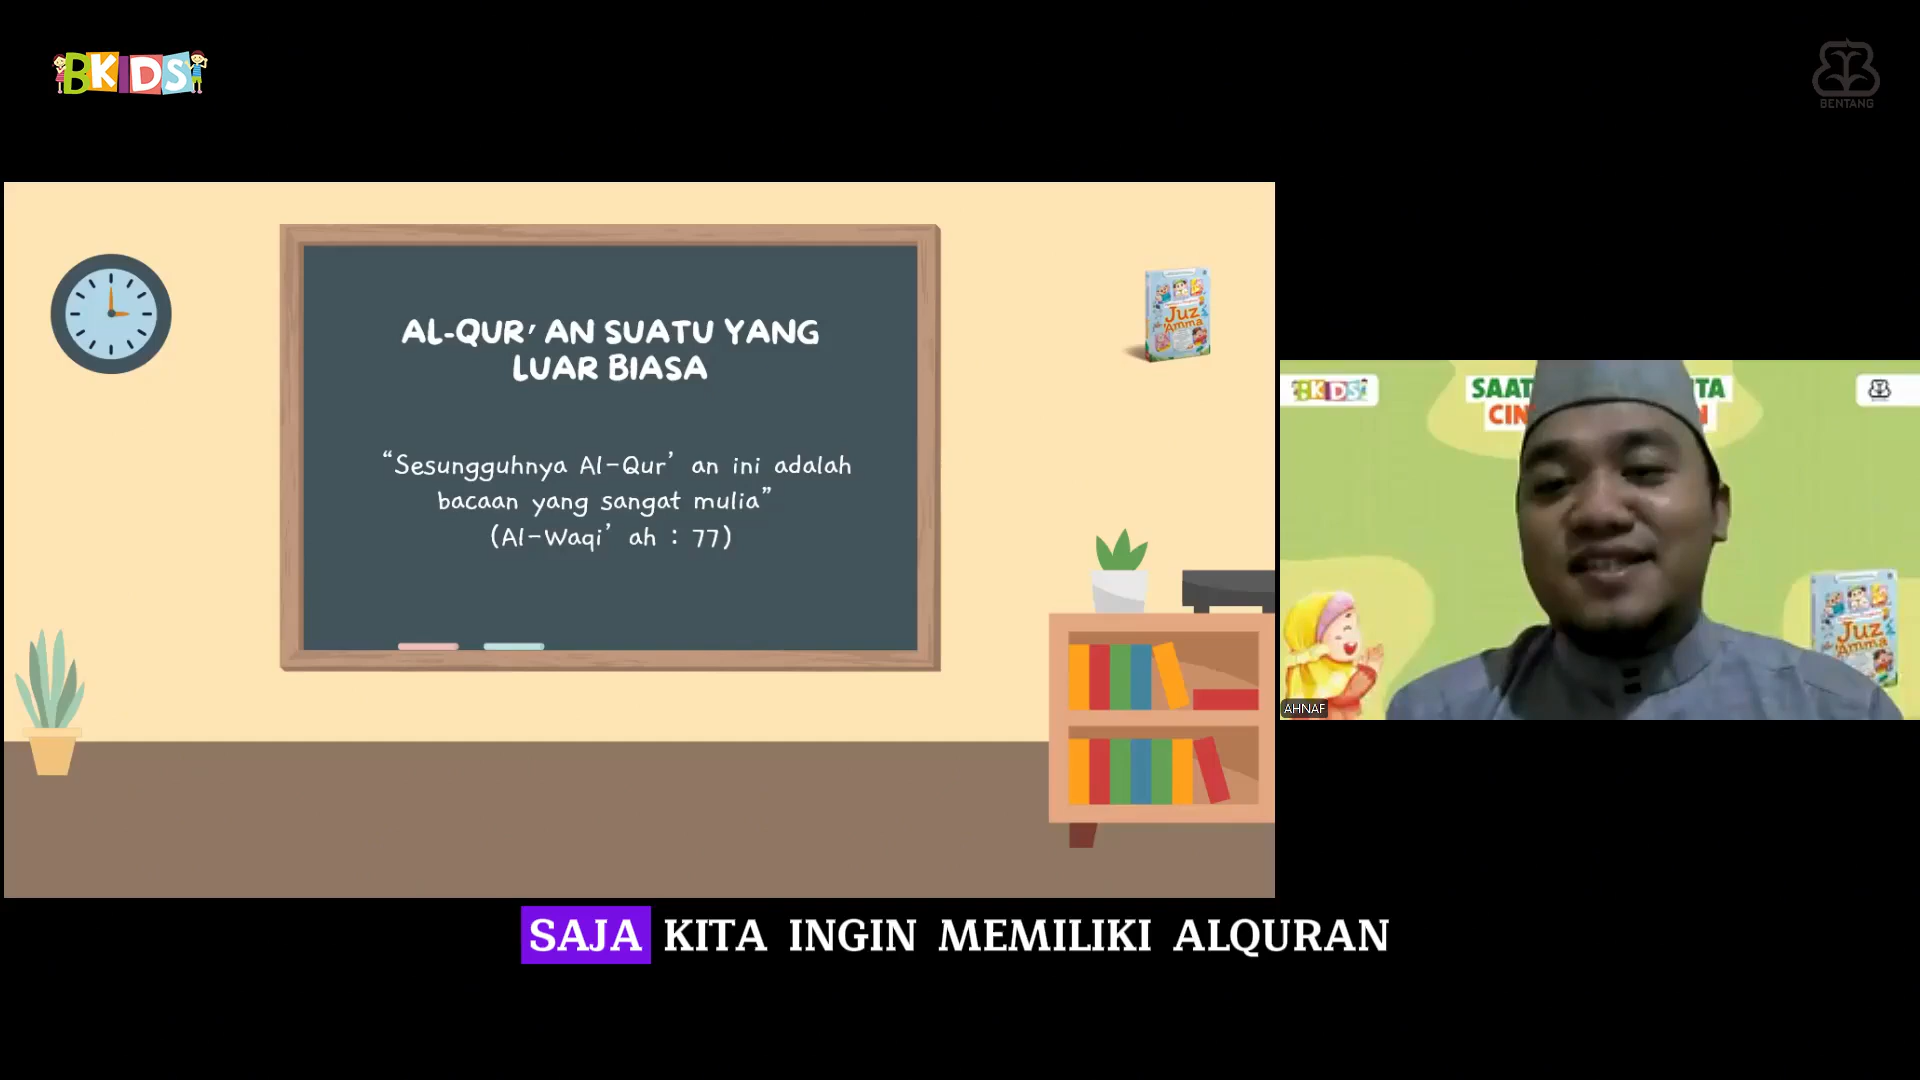 BKIDS
BENTANG
AL-QUR' AN SUATU YANG
LUAR BIASA
“Sesungguhnya Al-Qur' an ini adalah
bacaan yang sangat mulia”
(Al-Waqi' ah : 77)
Juz
'Amma
BKIDS
SAAT
TA
CIN
N
Juz
'Amma
AHNAF
SAJA KITA INGIN MEMILIKI ALQURAN